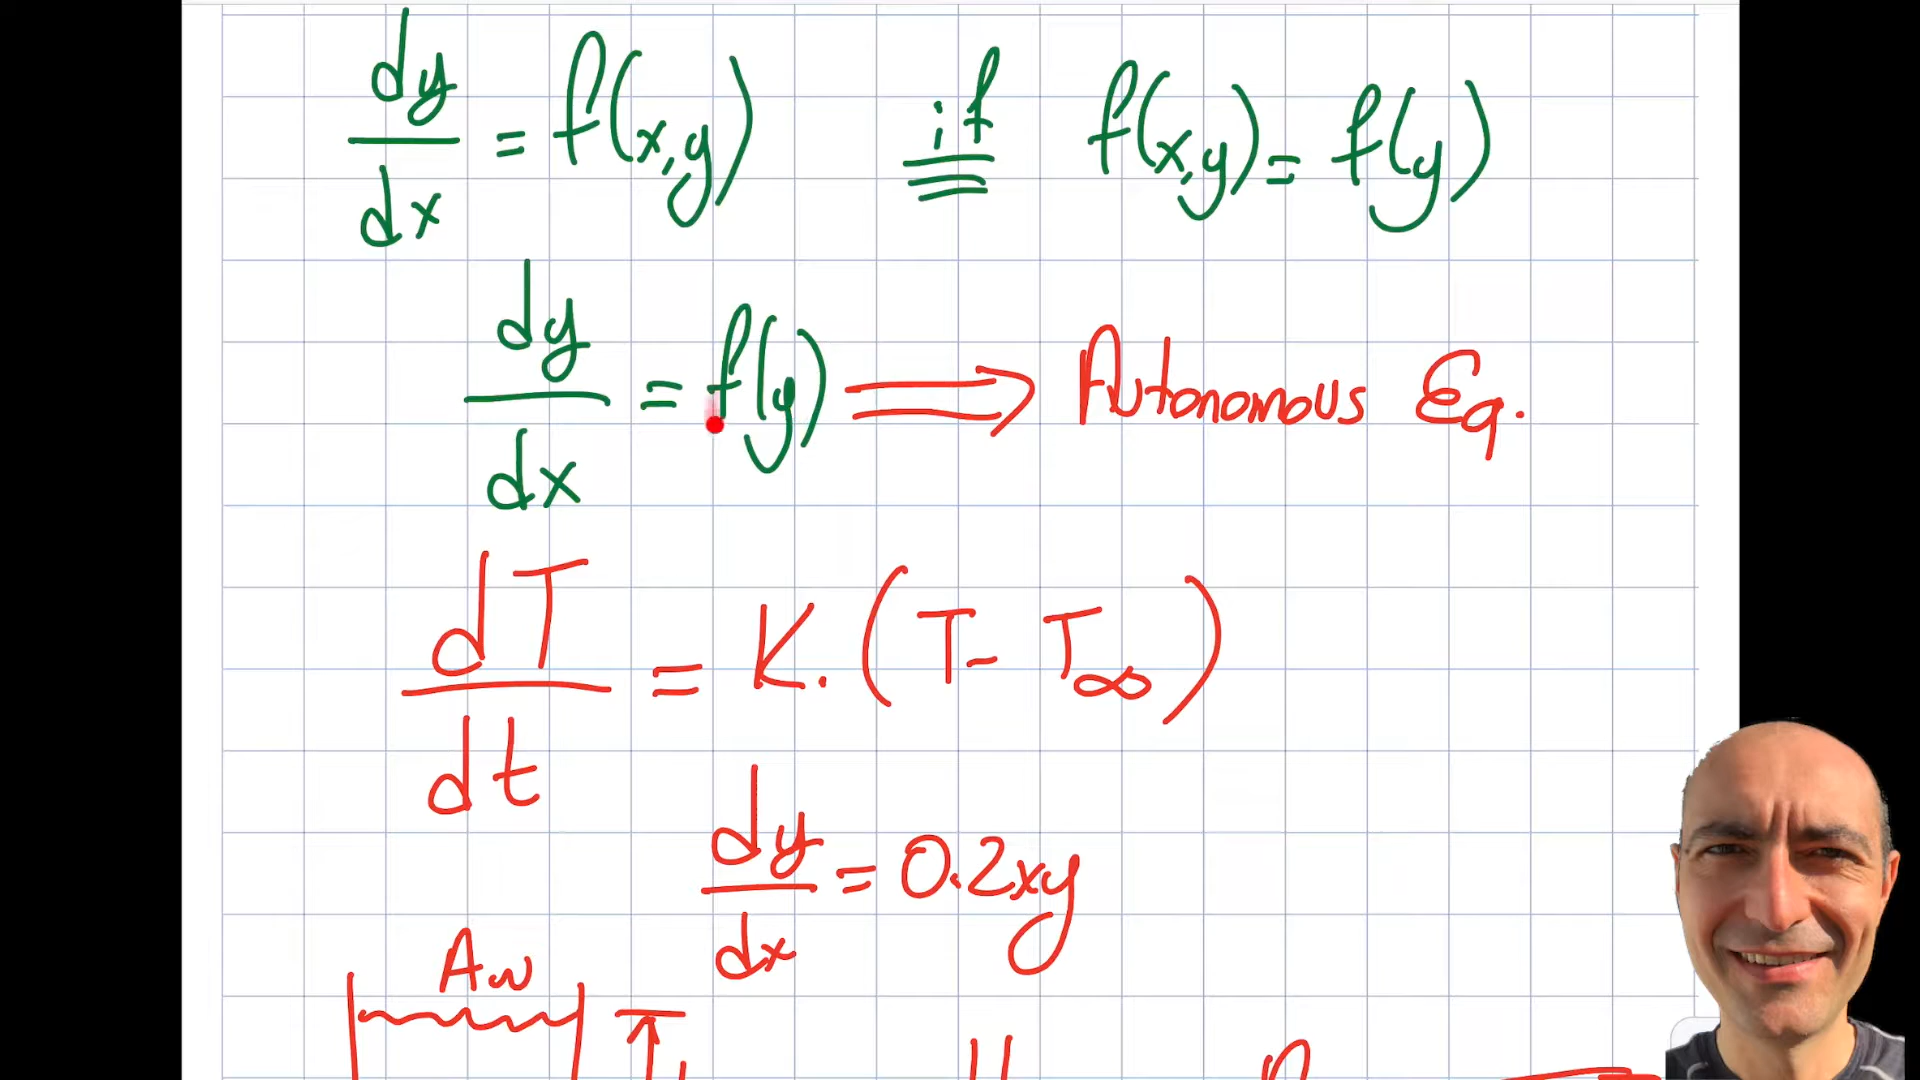 dy/dx = f(x,y) if f(x,y) = f(y)
dy/dx = f(y) ⟹ Autonomous Eq.
dT/dt = K. (T - T∞)
dy/dx = 0.2xy
Aw